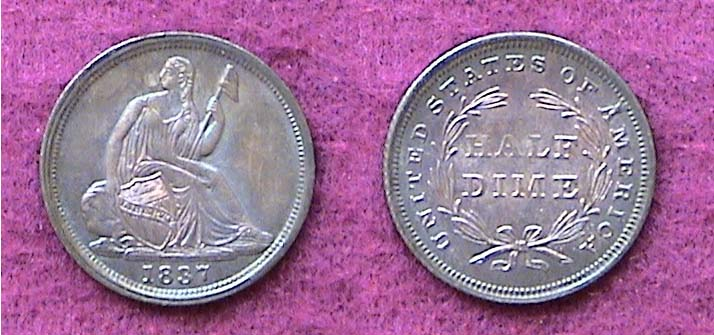 1837
UNITED STATES OF AMERICA
HALF
DIME